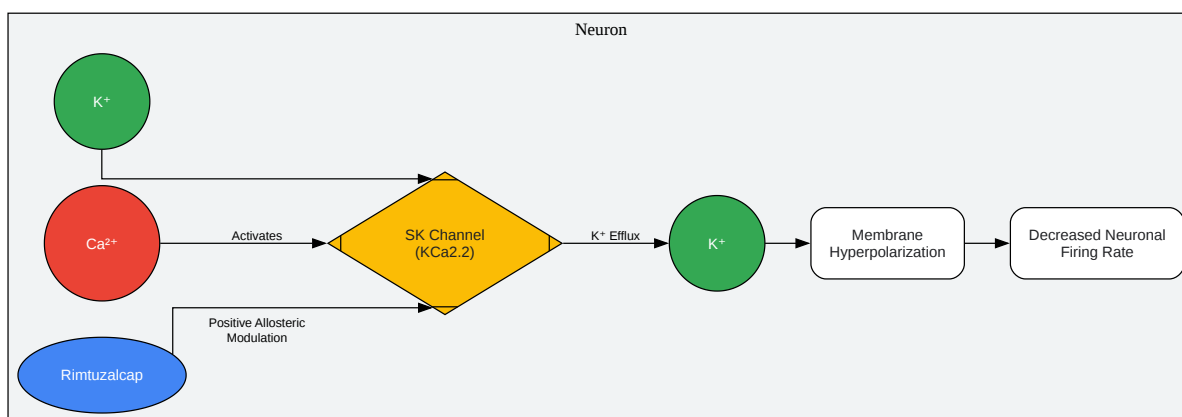 Neuron
K⁺
Ca²⁺
Activates
SK Channel
(KCa2.2)
K⁺ Efflux
K⁺
Membrane
Hyperpolarization
Decreased Neuronal
Firing Rate
Positive Allosteric
Modulation
Rimtuzalcap